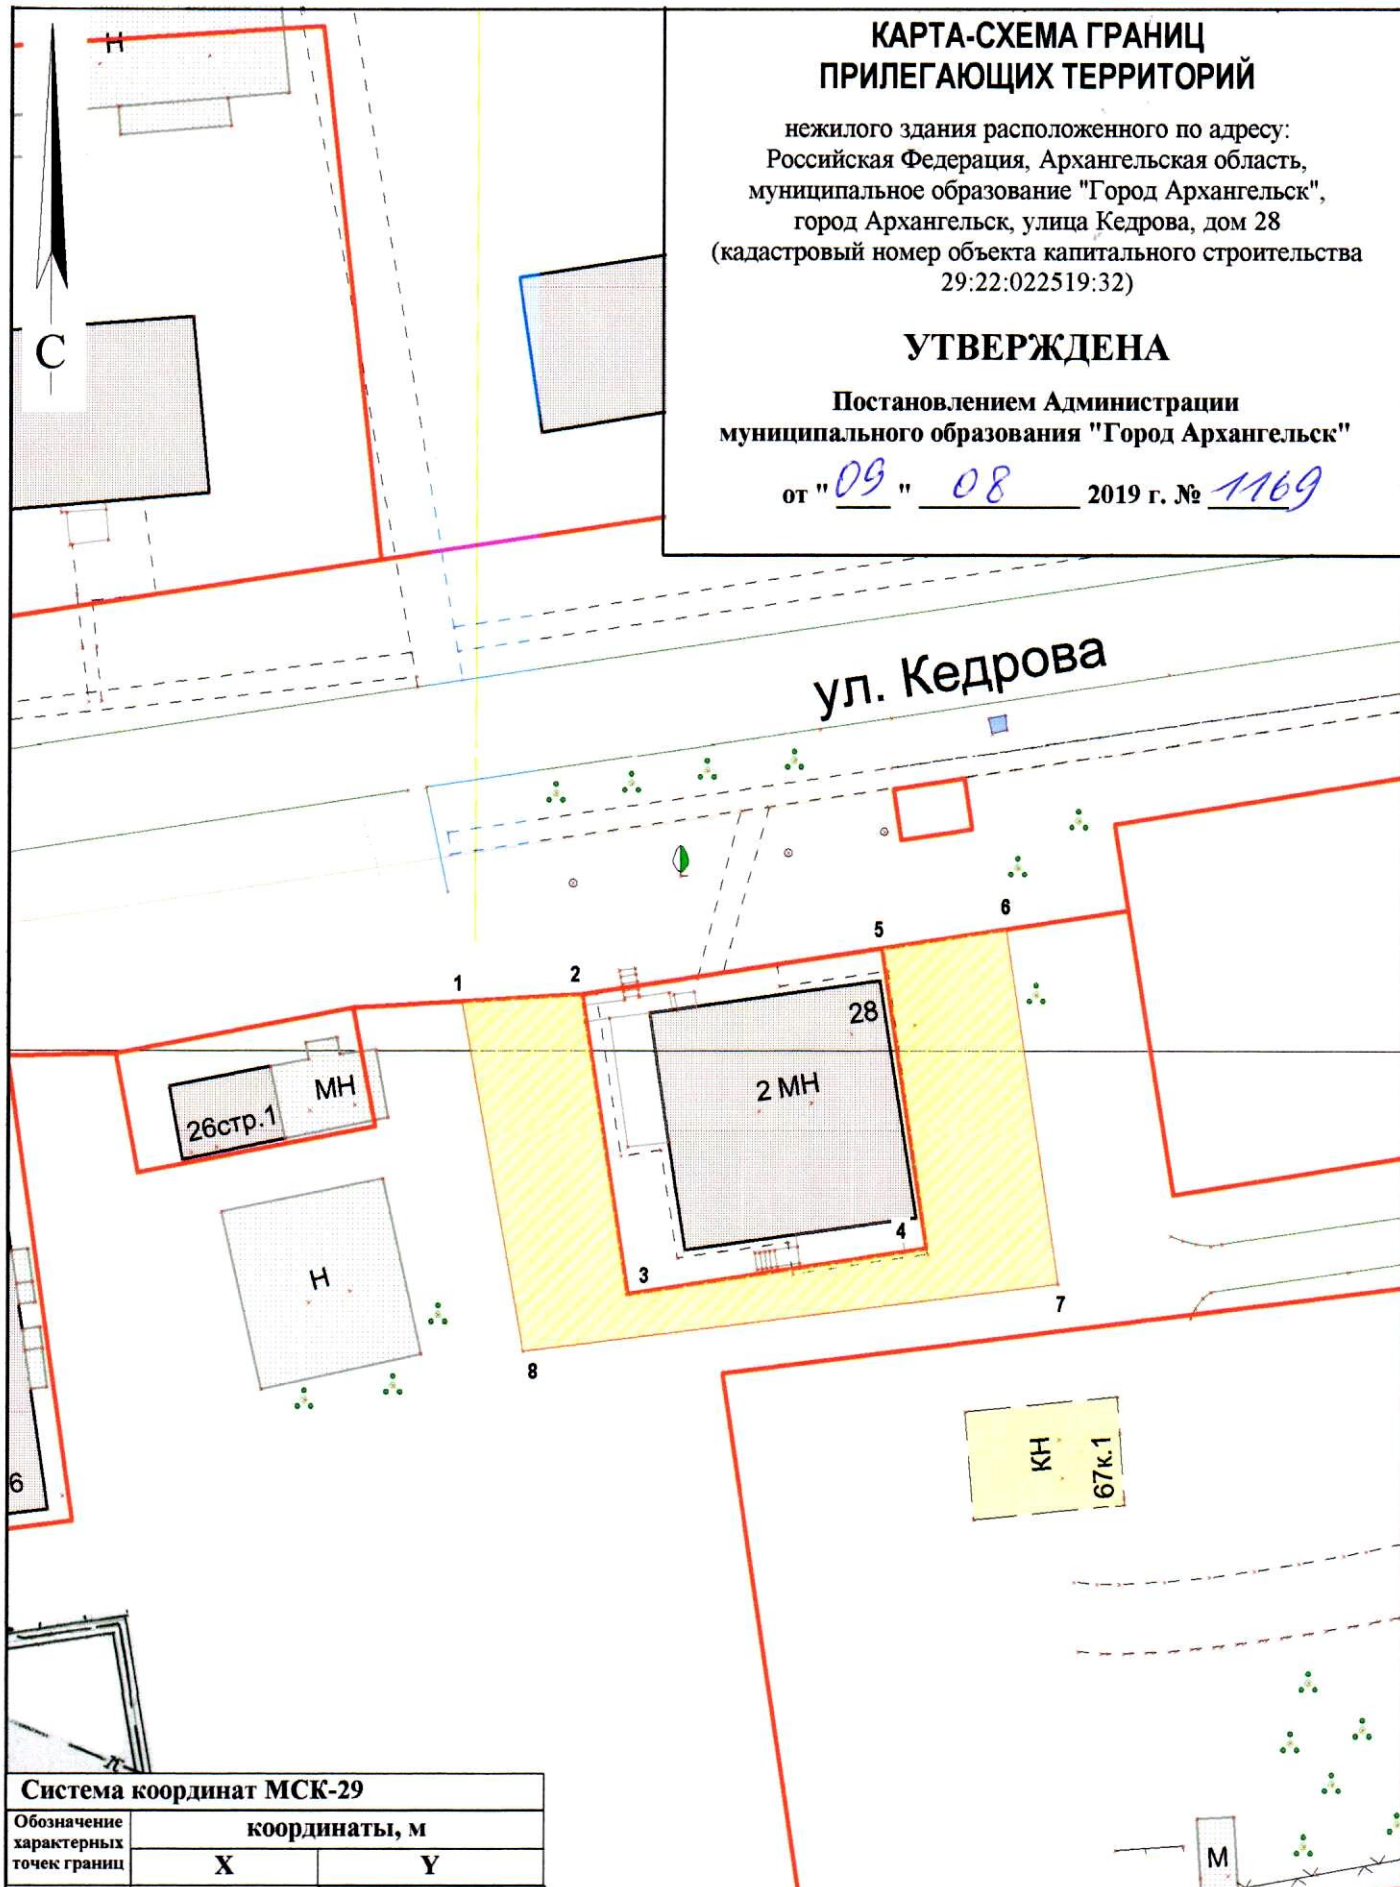 КАРТА-СХЕМА ГРАНИЦ
ПРИЛЕГАЮЩИХ ТЕРРИТОРИЙ
нежилого здания расположенного по адресу:
Российская Федерация, Архангельская область,
муниципальное образование "Город Архангельск",
город Архангельск, улица Кедрова, дом 28
(кадастровый номер объекта капитального строительства
29:22:022519:32)
УТВЕРЖДЕНА
Постановлением Администрации
муниципального образования "Город Архангельск"
от "09" 08 2019 г. № 1169
Н
С
ул. Кедрова
1
2
5
6
28
2 МН
МН
26стр.1
4
3
Н
7
8
6
КН
67к.1
М
Система координат МСК-29
Обозначение
характерных
точек границ
координаты, м
X
Y